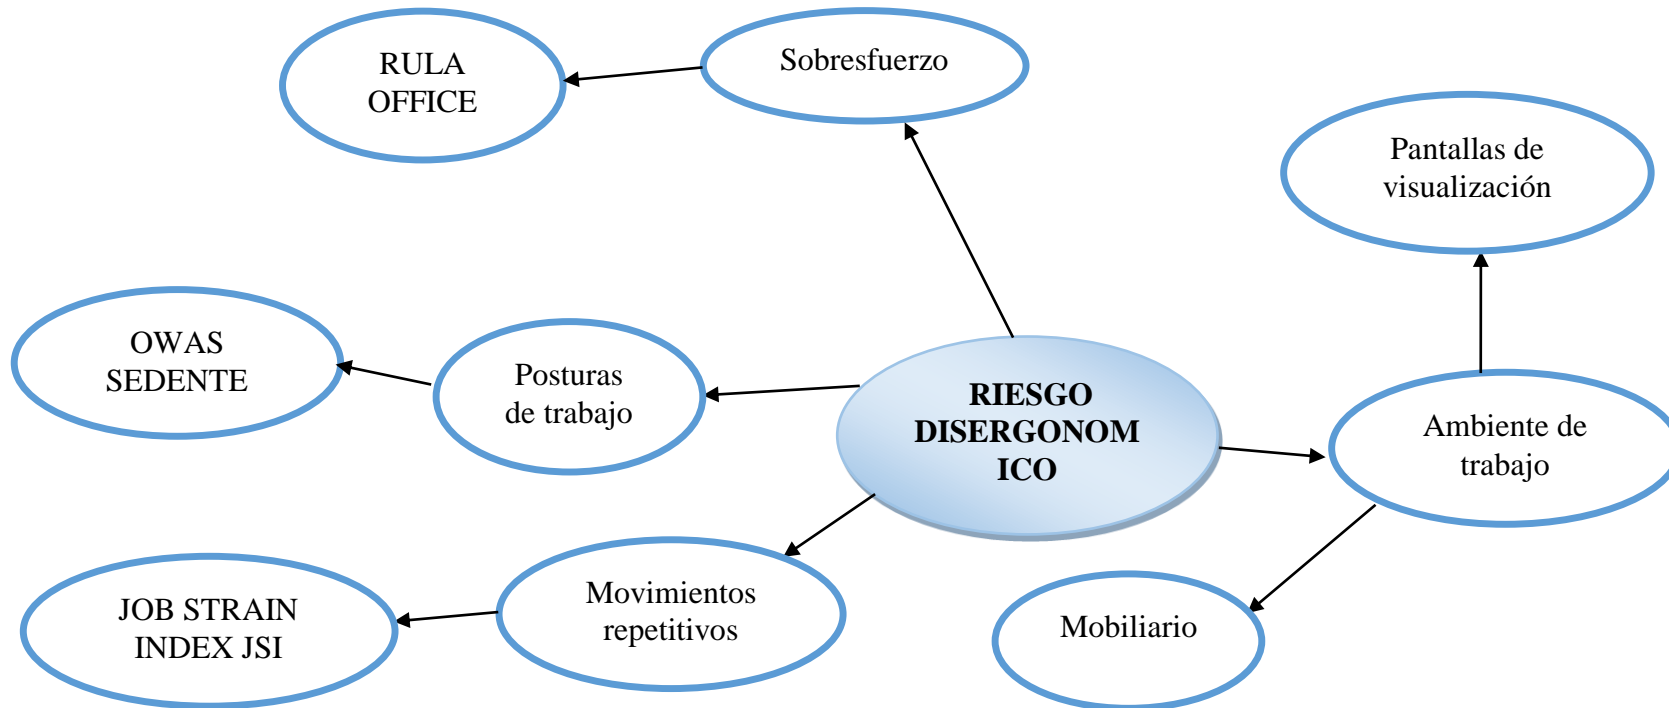 RULA
OFFICE
Sobresfuerzo
Pantallas de
visualización
OWAS
SEDENTE
Posturas
de trabajo
RIESGO
DISERGONOM
ICO
Ambiente de
trabajo
JOB STRAIN
INDEX JSI
Movimientos
repetitivos
Mobiliario